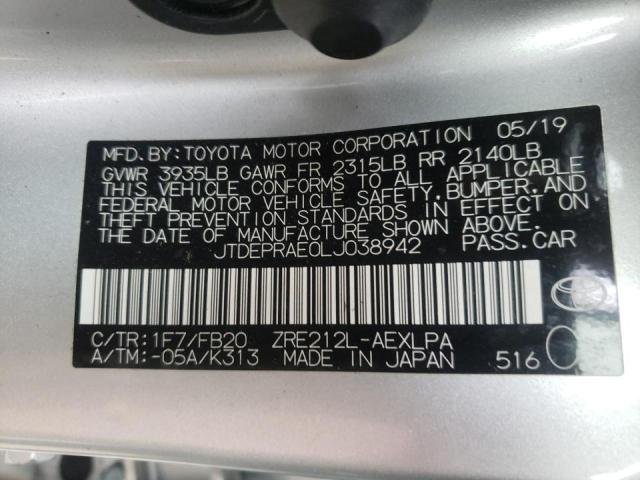 MFD. BY: TOYOTA MOTOR CORPORATION 05/19
GVWR 3935LB GAWR FR 2315LB RR 2140LB
THIS VEHICLE CONFORMS TO ALL APPLICABLE
FEDERAL MOTOR VEHICLE SAFETY, BUMPER, AND
THEFT PREVENTION STANDARDS IN EFFECT ON
THE DATE OF MANUFACTURE SHOWN ABOVE.
JTDEPRAE0LJ038942 PASS.CAR
C/TR: 1F7/FB20 ZRE212L-AEXLPA
A/TM: -05A/K313 MADE IN JAPAN 516